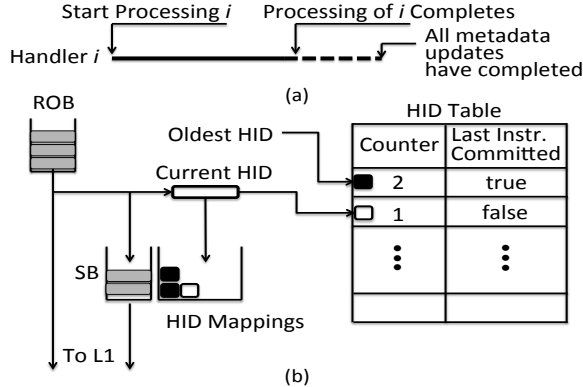 Start Processing i
Processing of i Completes
Handler i
All metadata
updates
have completed
(a)
ROB
HID Table
Oldest HID
Counter
Last Instr.
Committed
Current HID
2
true
1
false
SB
HID Mappings
To L1
(b)